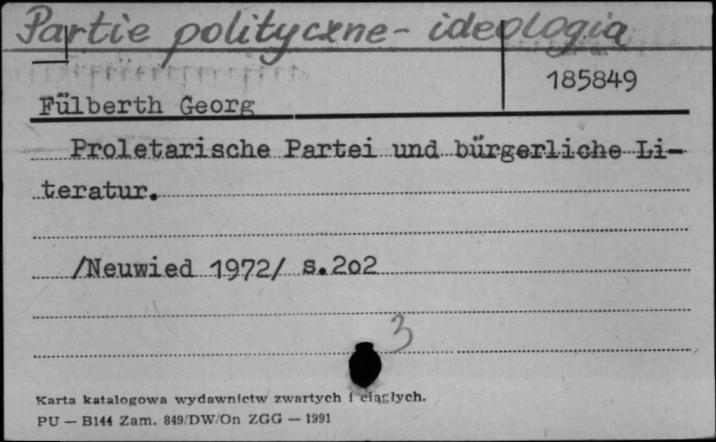 Partie polityczne - ideologia
185849
Fülberth Georg
Proletarische Partei und bürgerliche Li-
teratur.
/Neuwied 1972/ s.2o2
3
Karta katalogowa wydawnictw zwartych i ciągłych.
PU — B144 Zam. 849/DW/On ZGG — 1991